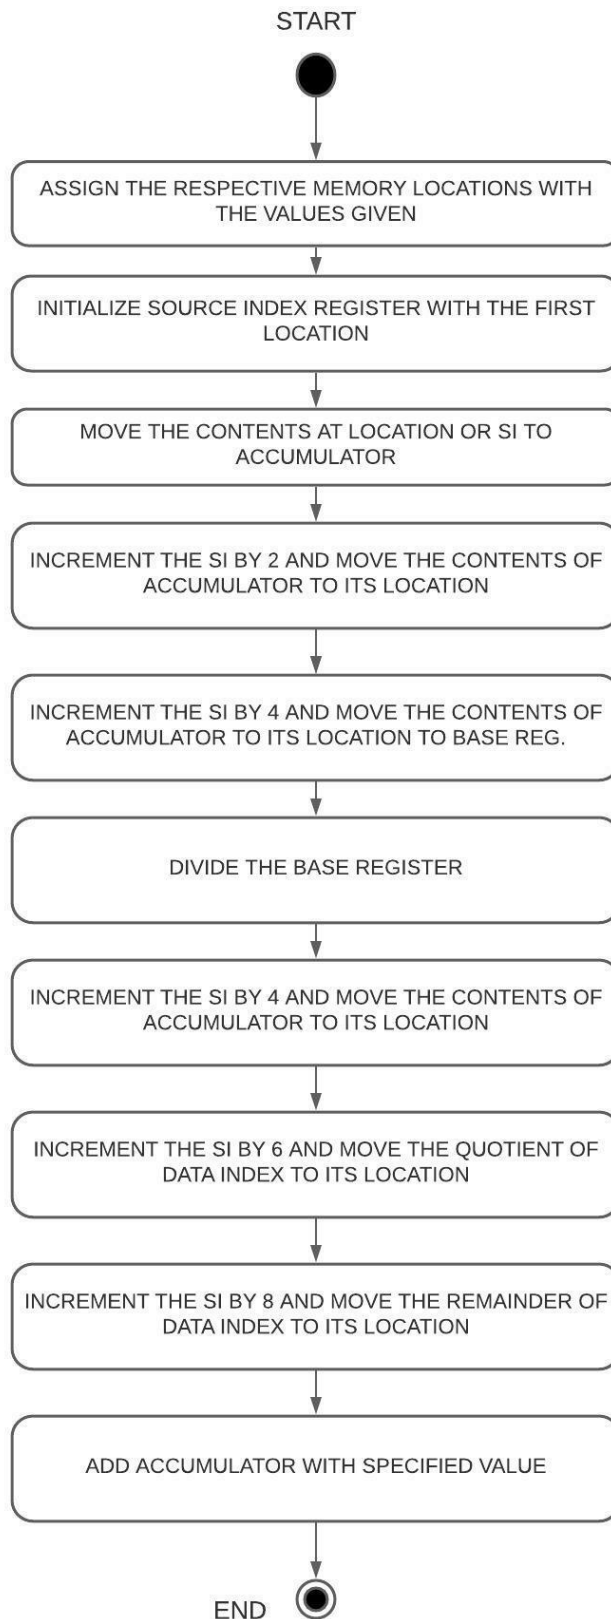 START
ASSIGN THE RESPECTIVE MEMORY LOCATIONS WITH
THE VALUES GIVEN
INITIALIZE SOURCE INDEX REGISTER WITH THE FIRST
LOCATION
MOVE THE CONTENTS AT LOCATION OR SI TO
ACCUMULATOR
INCREMENT THE SI BY 2 AND MOVE THE CONTENTS OF
ACCUMULATOR TO ITS LOCATION
INCREMENT THE SI BY 4 AND MOVE THE CONTENTS OF
ACCUMULATOR TO ITS LOCATION TO BASE REG.
DIVIDE THE BASE REGISTER
INCREMENT THE SI BY 4 AND MOVE THE CONTENTS OF
ACCUMULATOR TO ITS LOCATION
INCREMENT THE SI BY 6 AND MOVE THE QUOTIENT OF
DATA INDEX TO ITS LOCATION
INCREMENT THE SI BY 8 AND MOVE THE REMAINDER OF
DATA INDEX TO ITS LOCATION
ADD ACCUMULATOR WITH SPECIFIED VALUE
END